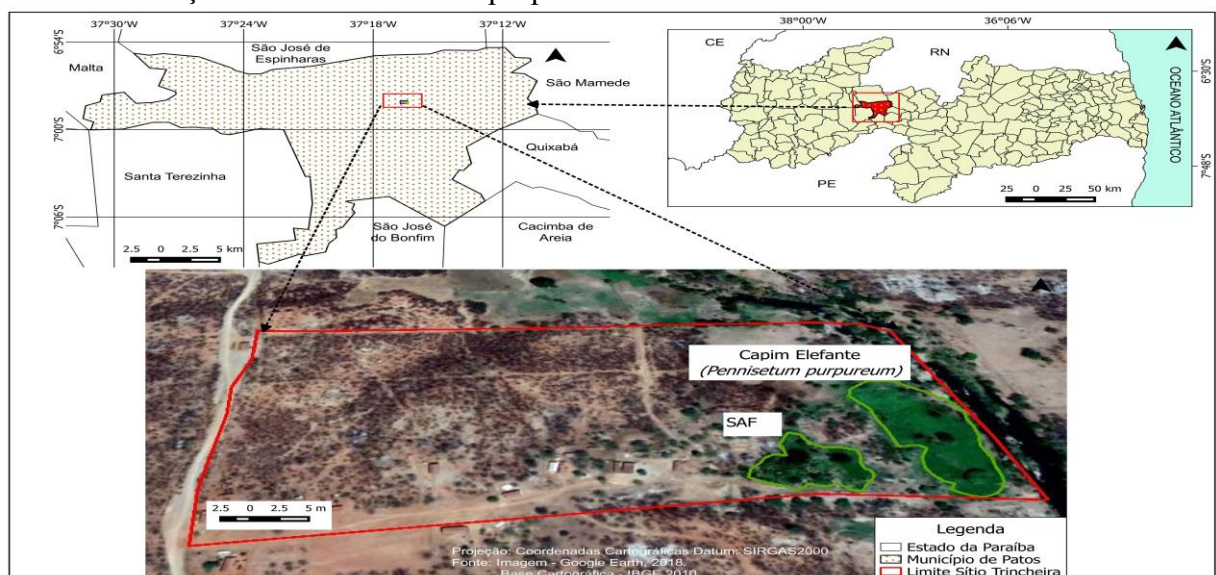 37°30'W
37°24'W
37°18'W
37°12'W
6°54'S
7°00'S
7°06'S
São José de
Espinharas
Malta
São Mamede
Quixabá
Santa Terezinha
São José
do Bonfim
Cacimba de
Areia
2.5 0 2.5 5 km
38°00'W
36°06'W
6°30'S
7°48'S
CE
RN
PE
OCEANO ATLÂNTICO
25 0 25 50 km
Capim Elefante
(Pennisetum purpureum)
SAF
2.5 0 2.5 5 m
Projeção: Coordenadas Cartográficas Datum: SIRGAS2000
Fonte: Imagem - Google Earth, 2018.
Base Cartográfica - IBGE 2010
Legenda
Estado da Paraíba
Município de Patos
Limite Sítio Trincheira